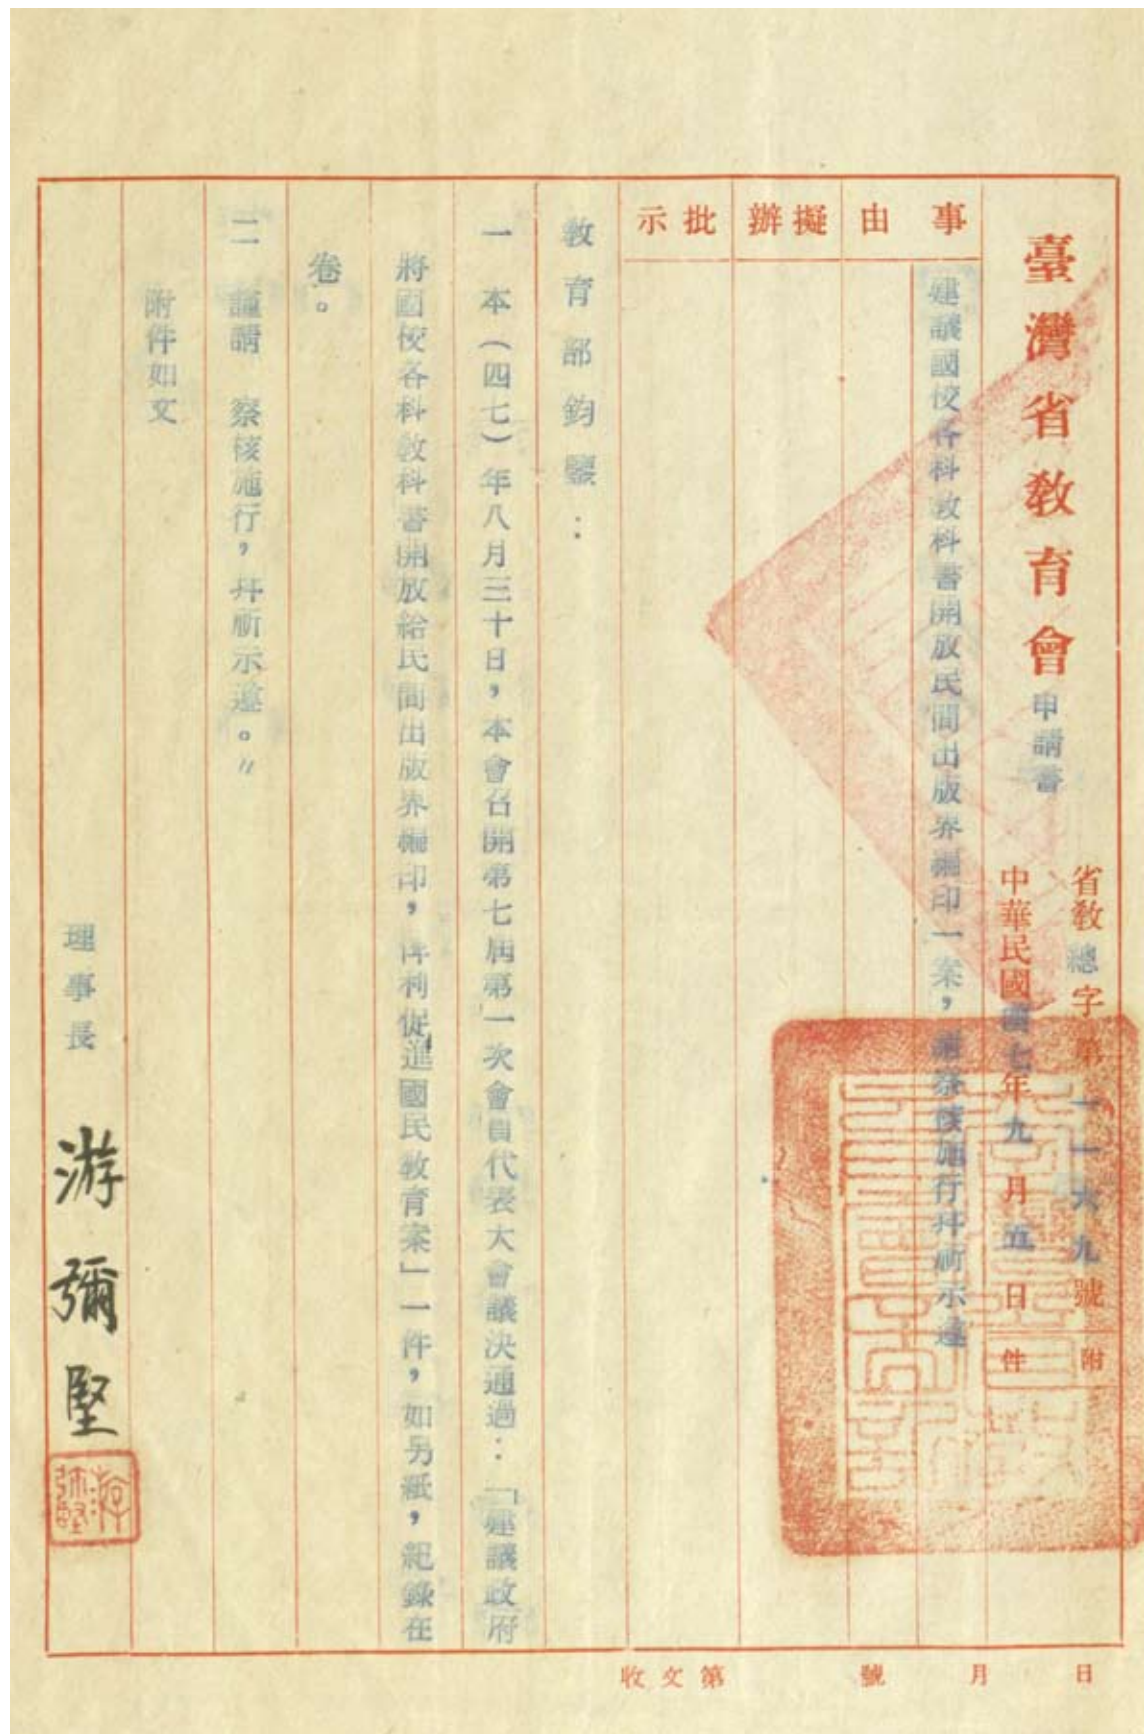 臺灣省教育會申請書
省教總字第一一六九號
中華民國四七年九月五日
附件
事由
建議國校各科教科書開放民間出版界編印一案,請察核施行并祈示遵
擬辦
批示
教育部鈞鑒:
一 本(四七)年八月三十日,本會召開第七屆第一次會員代表大會議決通過:「建議政府
將國校各科教科書開放給民間出版界編印,俾利促進國民教育案」一件,如另紙,紀錄在
卷。
二 謹請 察核施行,并祈示遵。
附件如文
理事長 游彌堅
游彌堅
收文第 號 月 日